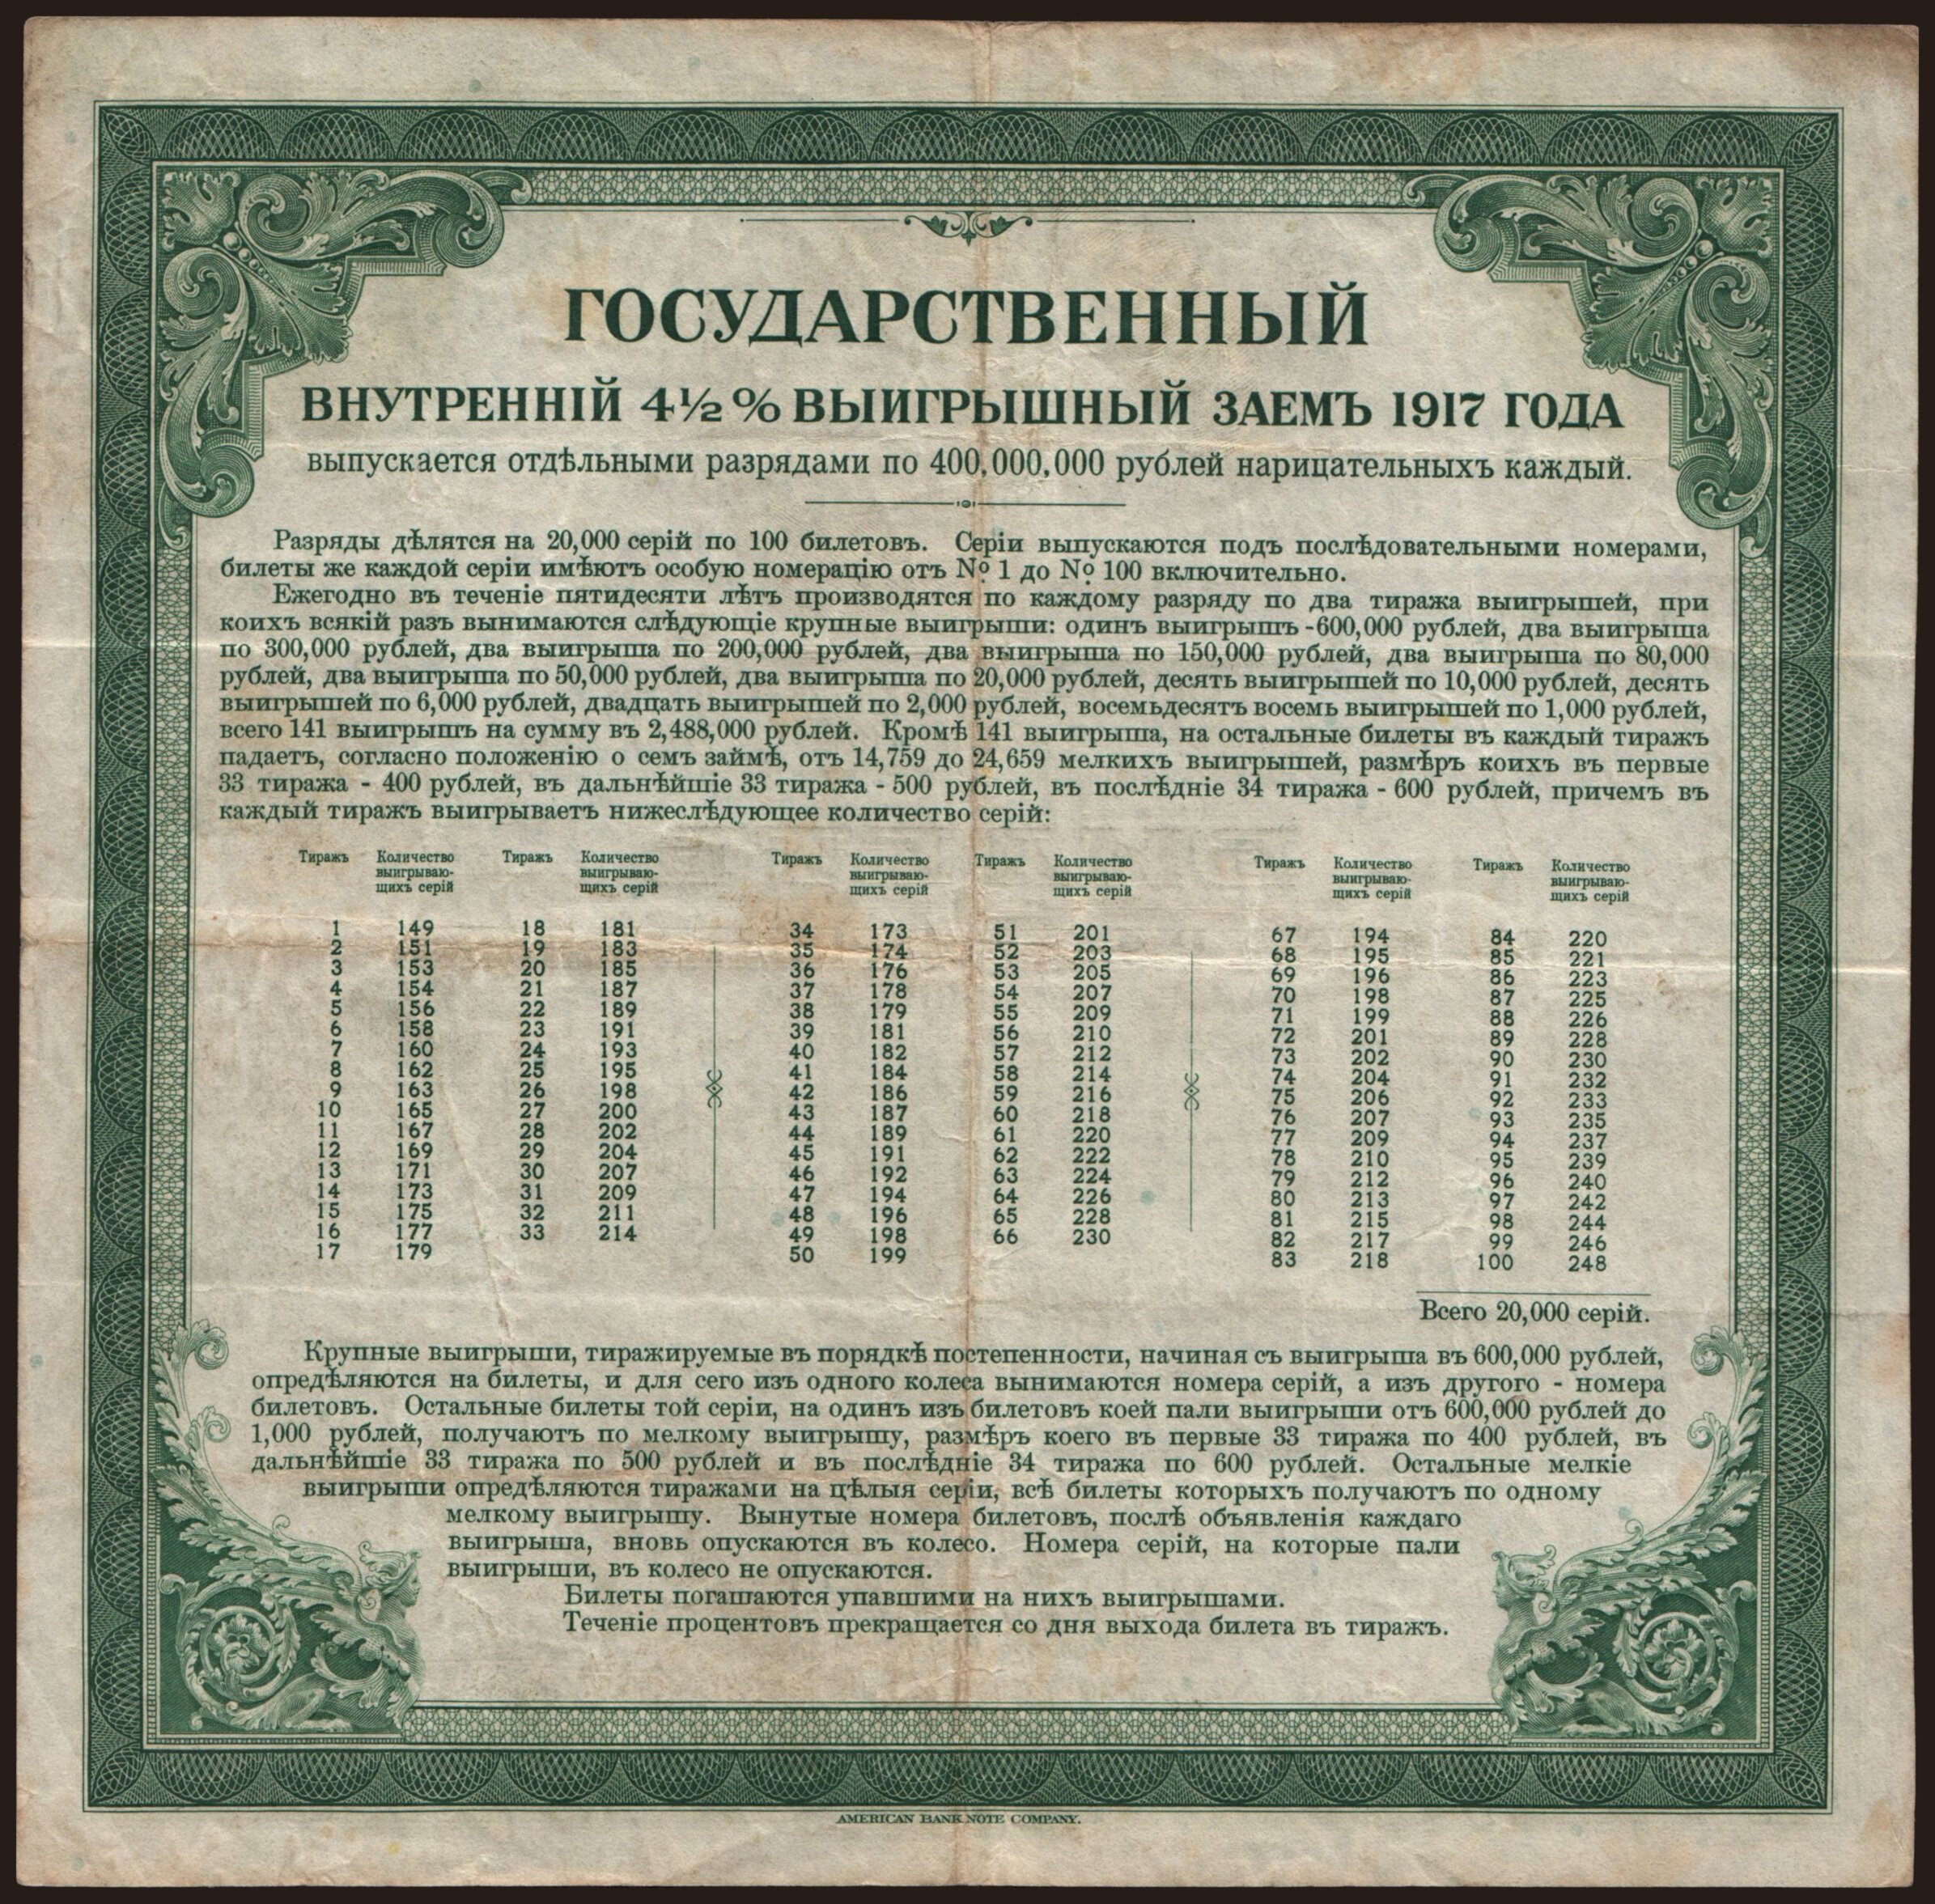 ГОСУДАРСТВЕННЫЙ
ВНУТРЕННІЙ 4½% ВЫИГРЫШНЫЙ ЗАЕМЪ 1917 ГОДА
выпускается отдѣльными разрядами по 400,000,000 рублей нарицательныхъ каждый.
Разряды дѣлятся на 20,000 серій по 100 билетовъ. Серіи выпускаются подъ послѣдовательными номерами,
билеты же каждой серіи имѣютъ особую номерацію отъ № 1 до № 100 включительно.
Ежегодно въ теченіе пятидесяти лѣтъ производятся по каждому разряду по два тиража выигрышей, при
коихъ всякій разъ вынимаются слѣдующіе крупные выигрыши: одинъ выигрышъ -600,000 рублей, два выигрыша
по 300,000 рублей, два выигрыша по 200,000 рублей, два выигрыша по 150,000 рублей, два выигрыша по 80,000
рублей, два выигрыша по 50,000 рублей, два выигрыша по 20,000 рублей, десять выигрышей по 10,000 рублей, десять
выигрышей по 6,000 рублей, двадцать выигрышей по 2,000 рублей, восемьдесятъ восемь выигрышей по 1,000 рублей,
всего 141 выигрышъ на сумму въ 2,488,000 рублей. Кромѣ 141 выигрыша, на остальные билеты въ каждый тиражъ
падаетъ, согласно положенію о семъ займѣ, отъ 14,759 до 24,659 мелкихъ выигрышей, размѣръ коихъ въ первые
33 тиража - 400 рублей, въ дальнѣйшіе 33 тиража - 500 рублей, въ послѣдніе 34 тиража - 600 рублей, причемъ въ
каждый тиражъ выигрываетъ нижеслѣдующее количество серій:
Тиражъ Количество Тиражъ Количество Тиражъ Количество Тиражъ Количество Тиражъ Количество Тиражъ Количество
выигрываю- выигрываю- выигрываю- выигрываю- выигрываю- выигрываю-
щихъ серій щихъ серій щихъ серій щихъ серій щихъ серій щихъ серій
1 149 18 181 34 173 51 201 67 194 84 220
2 151 19 183 35 174 52 203 68 195 85 221
3 153 20 185 36 176 53 205 69 196 86 223
4 154 21 187 37 178 54 207 70 198 87 225
5 156 22 189 38 179 55 209 71 199 88 226
6 158 23 191 39 181 56 210 72 201 89 228
7 160 24 193 40 182 57 212 73 202 90 230
8 162 25 195 41 184 58 214 74 204 91 232
9 163 26 198 42 186 59 216 75 206 92 233
10 165 27 200 43 187 60 218 76 207 93 235
11 167 28 202 44 189 61 220 77 209 94 237
12 169 29 204 45 191 62 222 78 210 95 239
13 171 30 207 46 192 63 224 79 212 96 240
14 173 31 209 47 194 64 226 80 213 97 242
15 175 32 211 48 196 65 228 81 215 98 244
16 177 33 214 49 198 66 230 82 217 99 246
17 179 50 199 83 218 100 248
Всего 20,000 серій.
Крупные выигрыши, тиражируемые въ порядкѣ постепенности, начиная съ выигрыша въ 600,000 рублей,
опредѣляются на билеты, и для сего изъ одного колеса вынимаются номера серій, а изъ другого - номера
билетовъ. Остальные билеты той серіи, на одинъ изъ билетовъ коей пали выигрыши отъ 600,000 рублей до
1,000 рублей, получаютъ по мелкому выигрышу, размѣръ коего въ первые 33 тиража по 400 рублей, въ
дальнѣйшіе 33 тиража по 500 рублей и въ послѣдніе 34 тиража по 600 рублей. Остальные мелкіе
выигрыши опредѣляются тиражами на цѣлыя серіи, всѣ билеты которыхъ получаютъ по одному
мелкому выигрышу. Вынутые номера билетовъ, послѣ объявленія каждаго
выигрыша, вновь опускаются въ колесо. Номера серій, на которые пали
выигрыши, въ колесо не опускаются.
Билеты погашаются упавшими на нихъ выигрышами.
Теченіе процентовъ прекращается со дня выхода билета въ тиражъ.
AMERICAN BANK NOTE COMPANY.